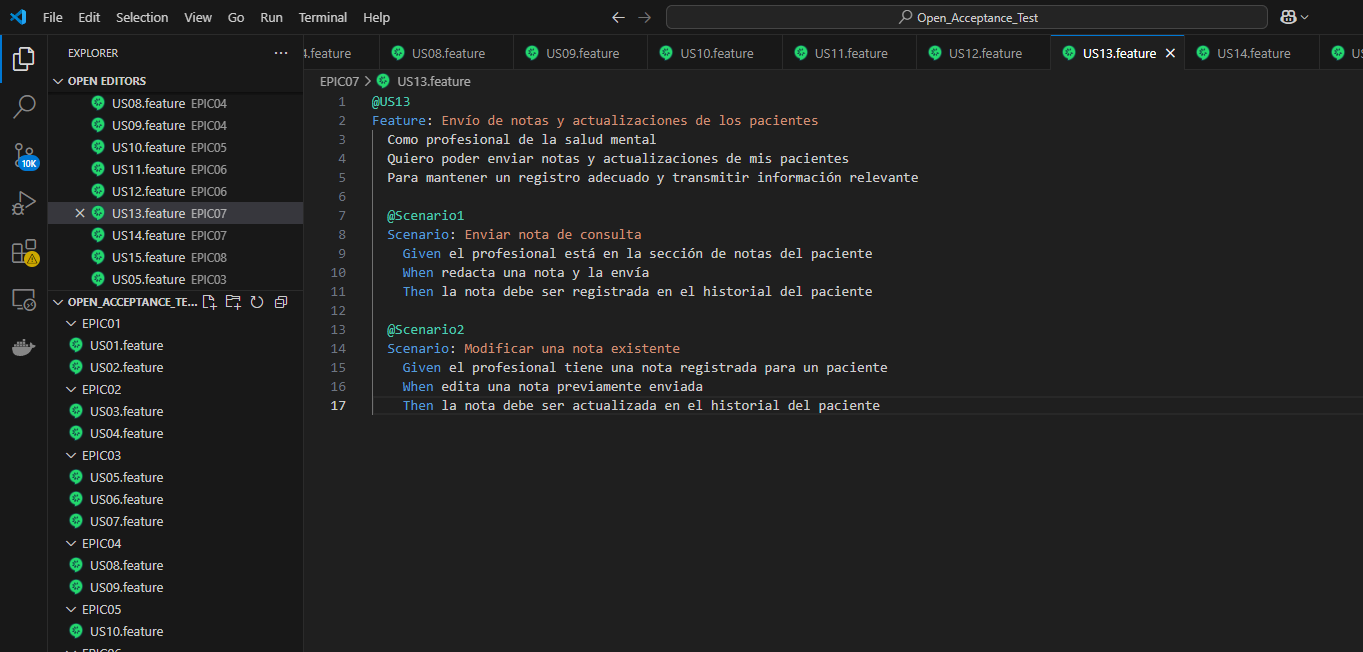 File Edit Selection View Go Run Terminal Help
Open_Acceptance_Test
EXPLORER
OPEN EDITORS
US08.feature EPIC04
US09.feature EPIC04
US10.feature EPIC05
US11.feature EPIC06
US12.feature EPIC06
US13.feature EPIC07
US14.feature EPIC07
US15.feature EPIC08
US05.feature EPIC03
OPEN_ACCEPTANCE_TE...
EPIC01
US01.feature
US02.feature
EPIC02
US03.feature
US04.feature
EPIC03
US05.feature
US06.feature
US07.feature
EPIC04
US08.feature
US09.feature
EPIC05
US10.feature
10K
4.feature US08.feature US09.feature US10.feature US11.feature US12.feature US13.feature US14.feature
EPIC07 > US13.feature
1 @US13
2 Feature: Envío de notas y actualizaciones de los pacientes
3 Como profesional de la salud mental
4 Quiero poder enviar notas y actualizaciones de mis pacientes
5 Para mantener un registro adecuado y transmitir información relevante
6
7 @Scenario1
8 Scenario: Enviar nota de consulta
9 Given el profesional está en la sección de notas del paciente
10 When redacta una nota y la envía
11 Then la nota debe ser registrada en el historial del paciente
12
13 @Scenario2
14 Scenario: Modificar una nota existente
15 Given el profesional tiene una nota registrada para un paciente
16 When edita una nota previamente enviada
17 Then la nota debe ser actualizada en el historial del paciente